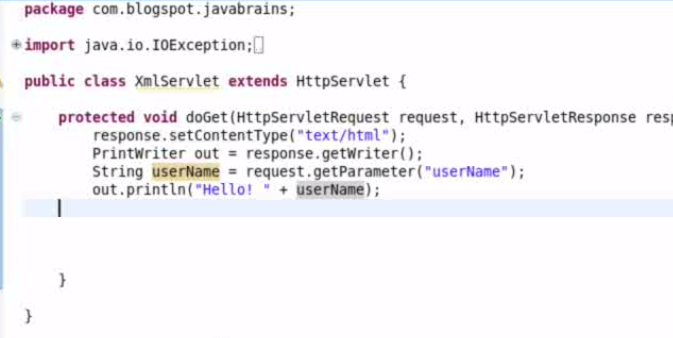 package com.blogspot.javabrains;
import java.io.IOException;
public class XmlServlet extends HttpServlet {
protected void doGet(HttpServletRequest request, HttpServletResponse resp
response.setContentType("text/html");
PrintWriter out = response.getWriter();
String userName = request.getParameter("userName");
out.println("Hello! " + userName);
}
}